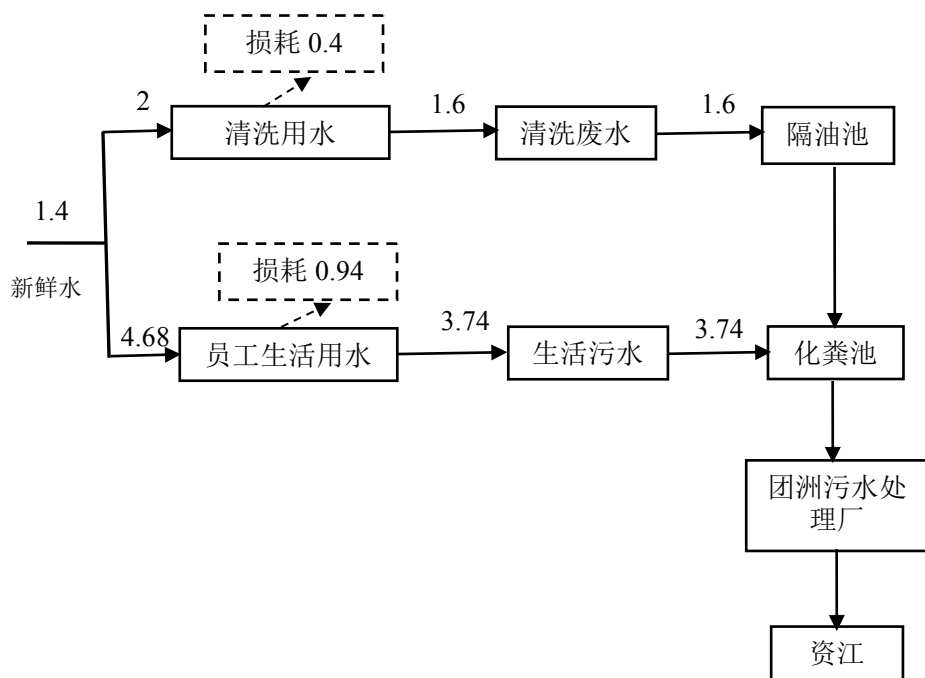 损耗 0.4
2
清洗用水
1.6
清洗废水
1.6
隔油池
1.4
新鲜水
损耗 0.94
4.68
员工生活用水
3.74
生活污水
3.74
化粪池
团洲污水处
理厂
资江